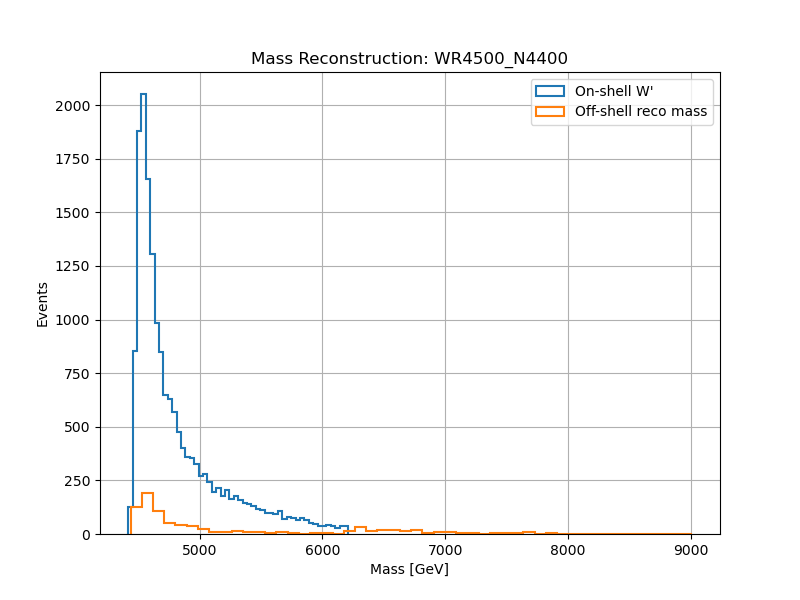 Mass Reconstruction: WR4500_N4400
On-shell W'
Off-shell reco mass
2000
1750
1500
1250
1000
750
500
250
0
Events
5000 6000 7000 8000 9000
Mass [GeV]